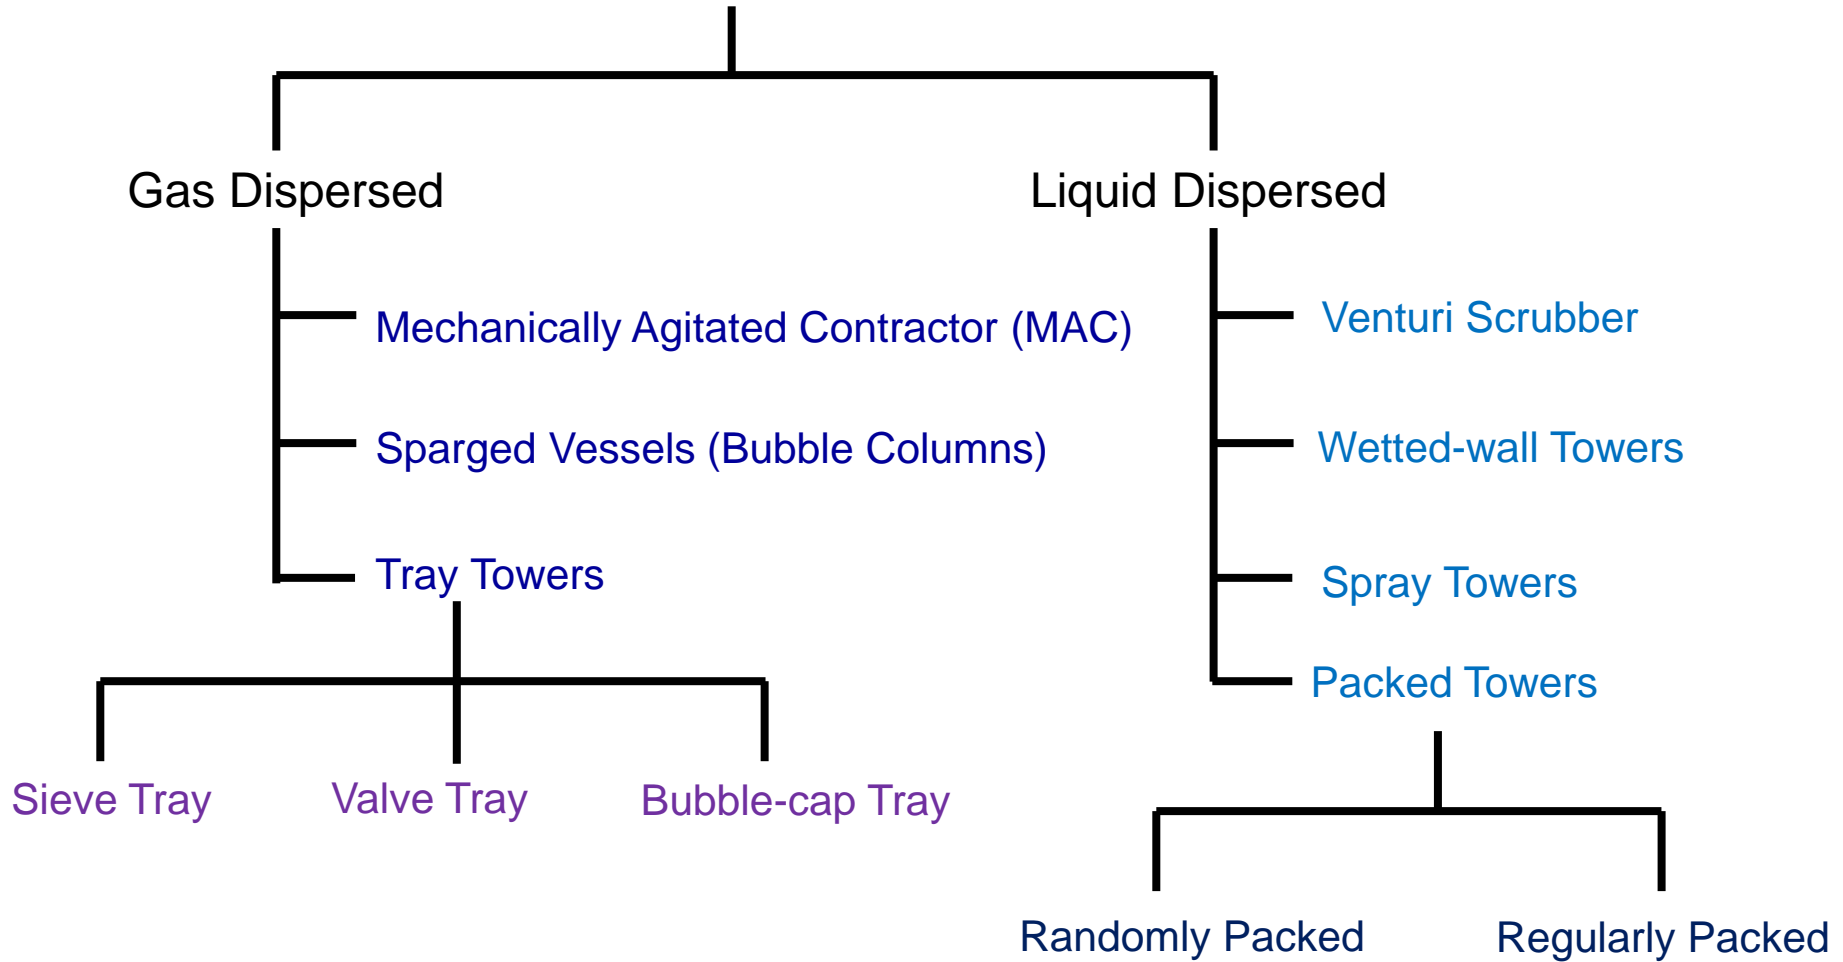 Gas Dispersed
Liquid Dispersed
Mechanically Agitated Contractor (MAC)
Venturi Scrubber
Sparged Vessels (Bubble Columns)
Wetted-wall Towers
Tray Towers
Spray Towers
Packed Towers
Sieve Tray
Valve Tray
Bubble-cap Tray
Randomly Packed
Regularly Packed